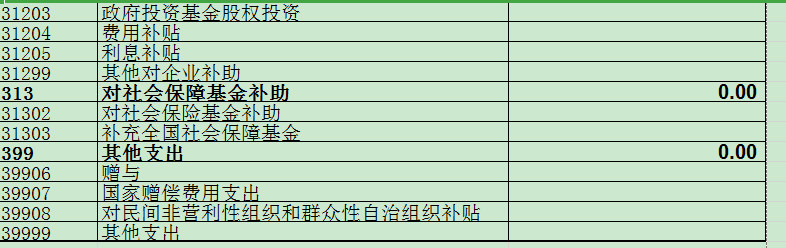 31203 政府投资基金股权投资
31204 费用补贴
31205 利息补贴
31299 其他对企业补助
313 对社会保障基金补助 0.00
31302 对社会保险基金补助
31303 补充全国社会保障基金
399 其他支出 0.00
39906 赠与
39907 国家赔偿费用支出
39908 对民间非营利性组织和群众性自治组织补贴
39999 其他支出